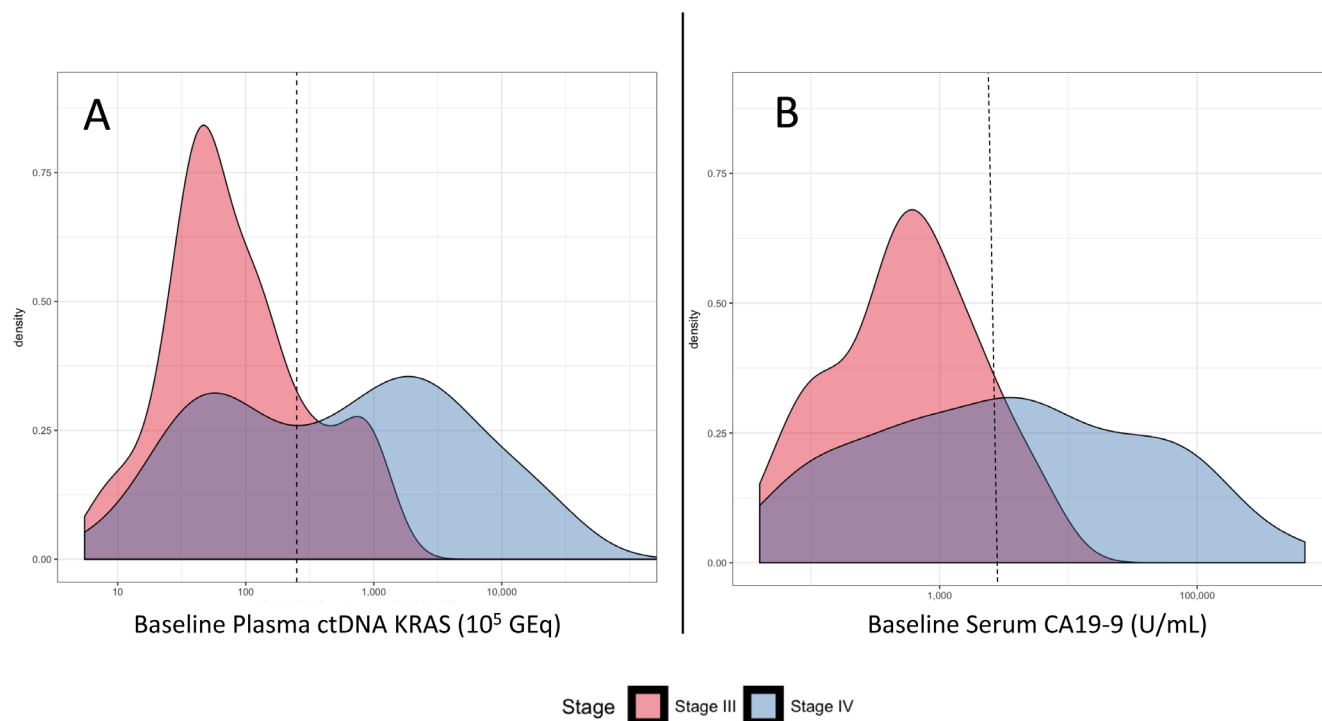 A
0.75
0.50
0.25
0.00
density
10
100
1,000
10,000
Baseline Plasma ctDNA KRAS (10⁵ GEq)
B
0.75
0.50
0.25
0.00
density
1,000
100,000
Baseline Serum CA19-9 (U/mL)
Stage Stage III Stage IV